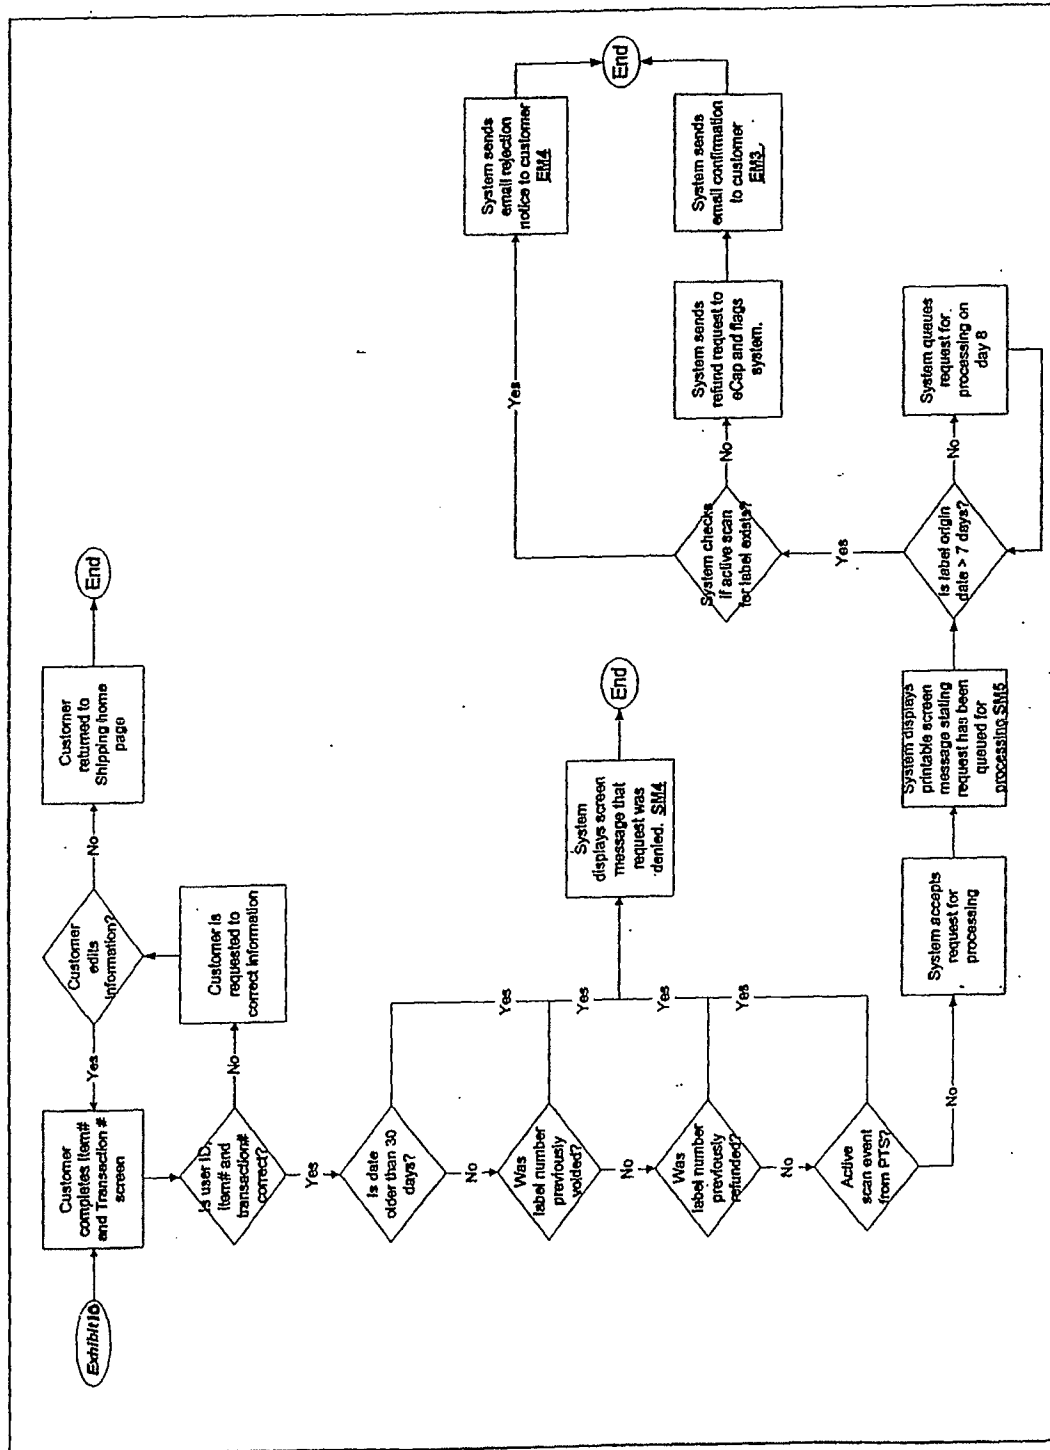 Exhibit 10
Customer
completes Item#
and Transaction #
screen
Yes
Customer
edits
information?
No
Customer
returned to
Shipping home
page
End
Is user ID,
item# and
transaction#
correct?
No
Customer is
requested to
correct information
Yes
Is date
older than 30
days?
Yes
No
Was
label number
previously
voided?
Yes
No
Was
label number
previously
refunded?
Yes
No
Active
scan event
from PTS?
Yes
System
displays screen
message that
request was
denied. SM4
End
No
System accepts
request for
processing
System displays
printable screen
message stating
request has been
queued for
processing SM5
Is label origin
date > 7 days?
No
System queues
request for
processing on
day 8
Yes
System checks
if active scan
for label exists?
No
System sends
refund request to
eCap and flags
system.
System sends
email confirmation
to customer
EM3
Yes
System sends
email rejection
notice to customer
EM4
End